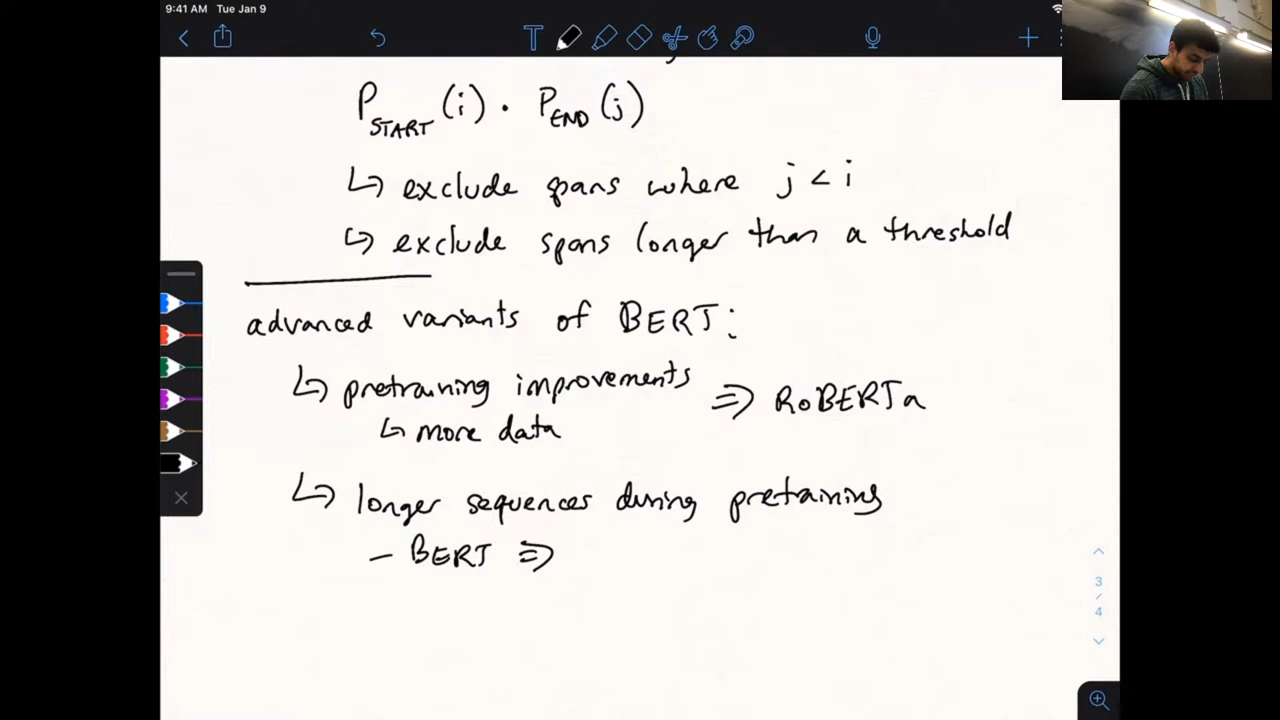 9:41 AM Tue Jan 9
P_START (i) · P_END (j)
↳ exclude spans where j < i
↳ exclude spans longer than a threshold
advanced variants of BERT:
↳ pretraining improvements ⇒ RoBERTa
↳ more data
↳ longer sequences during pretraining
– BERT ⇒
3
/
4